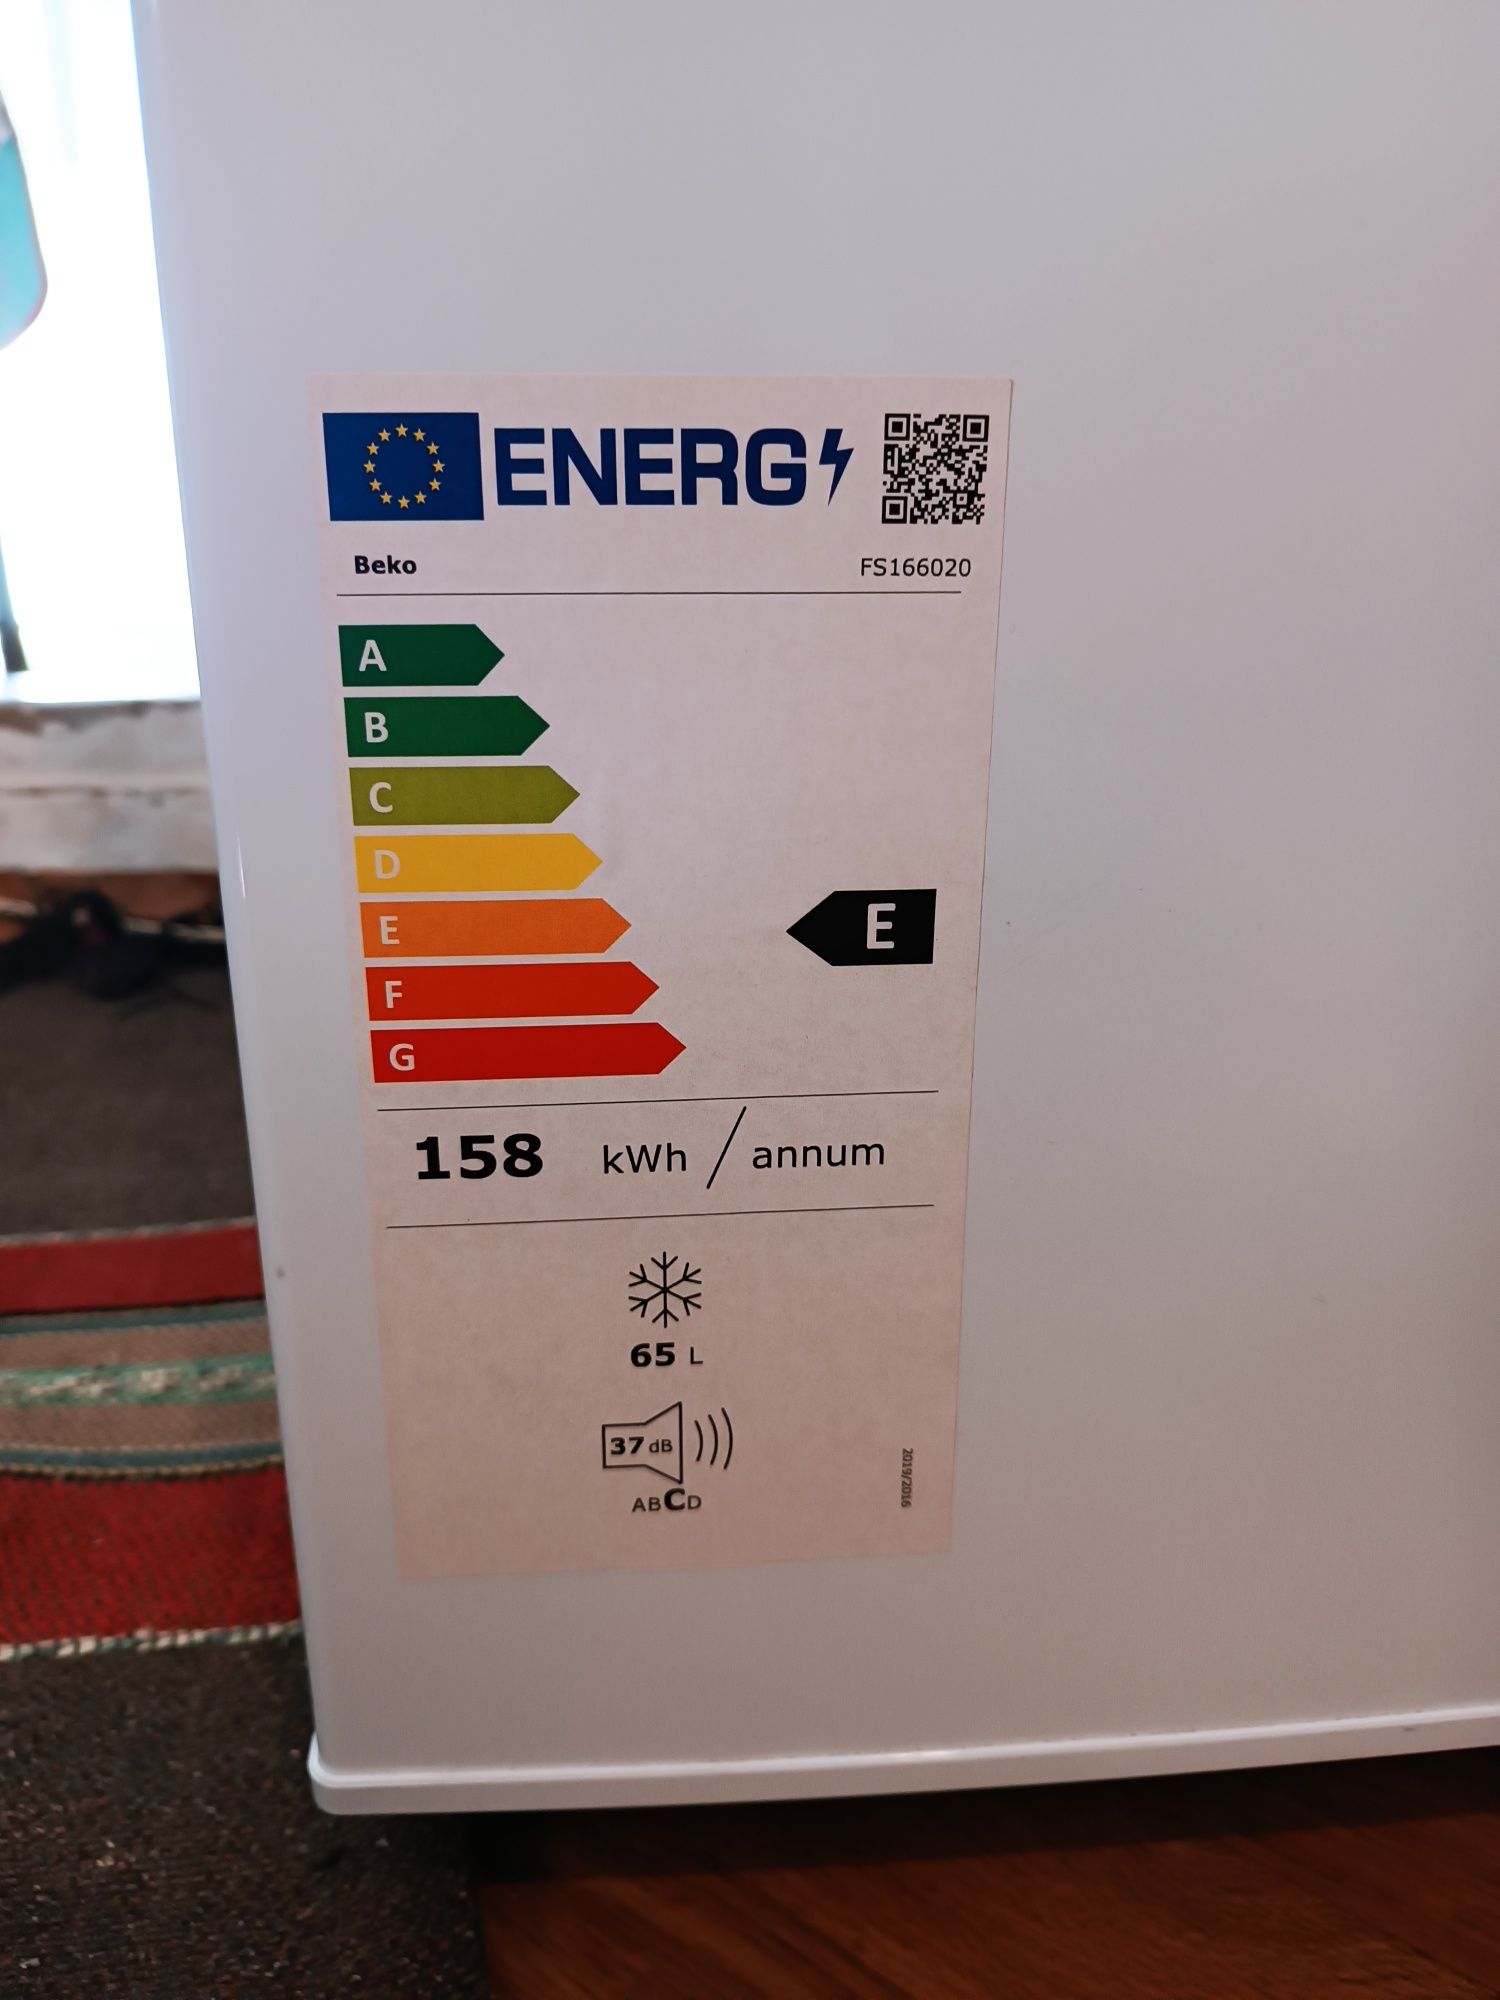 ENERG
Beko FS166020
A
B
C
D
E
E
F
G
158 kWh / annum
65 L
37 dB
ABCD
2019/2016